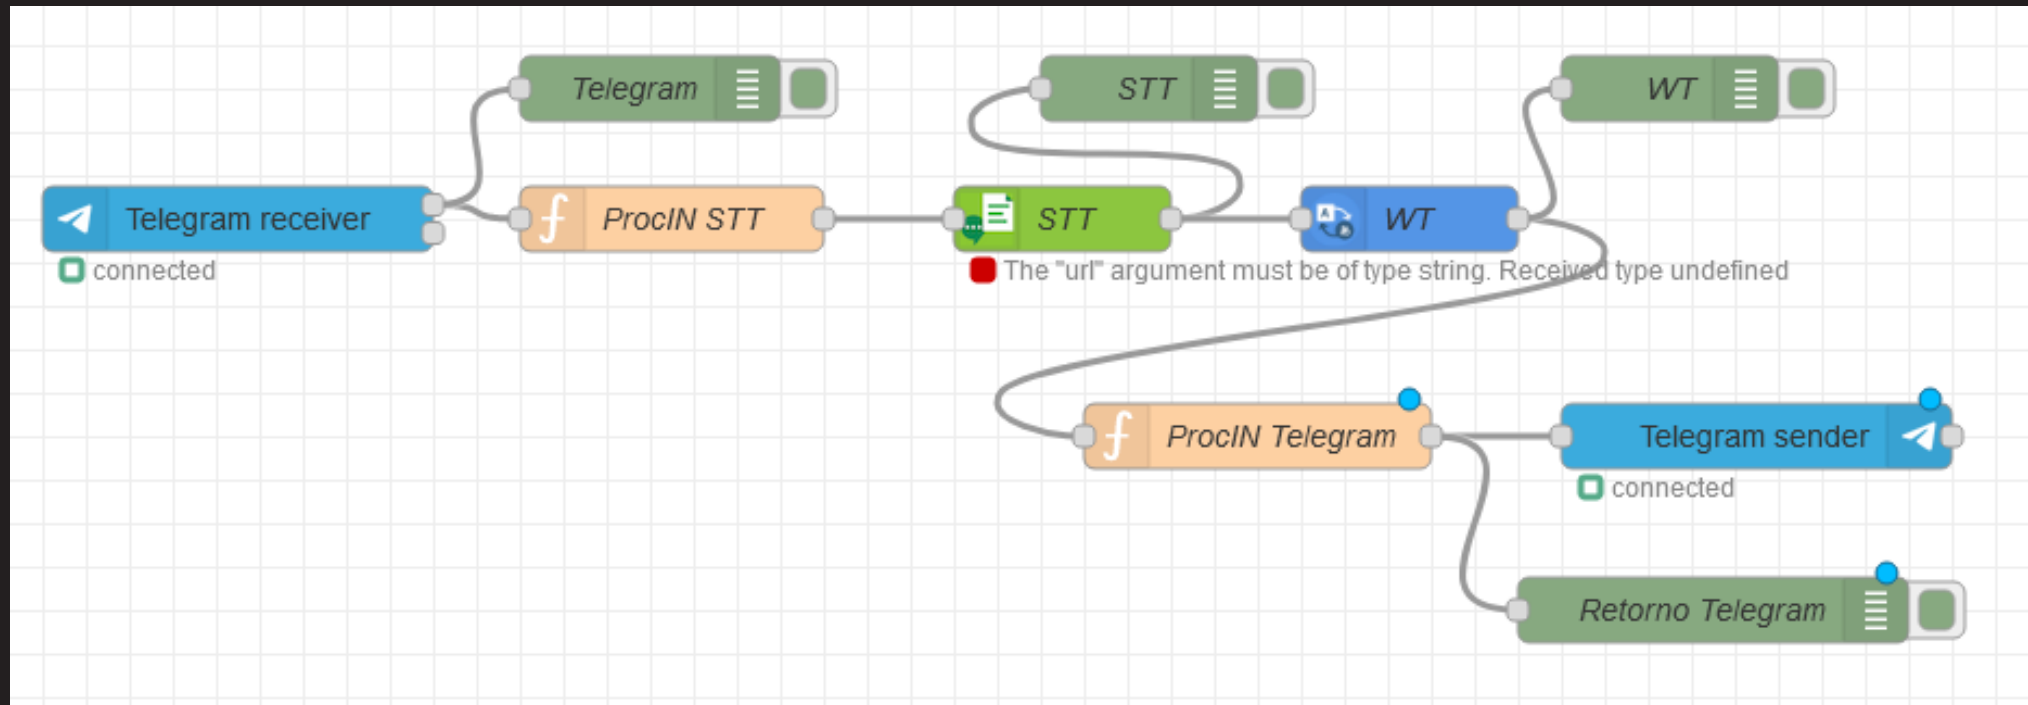 Telegram
STT
WT
Telegram receiver
ProcIN STT
STT
WT
connected
The "url" argument must be of type string. Received type undefined
ProcIN Telegram
Telegram sender
connected
Retorno Telegram